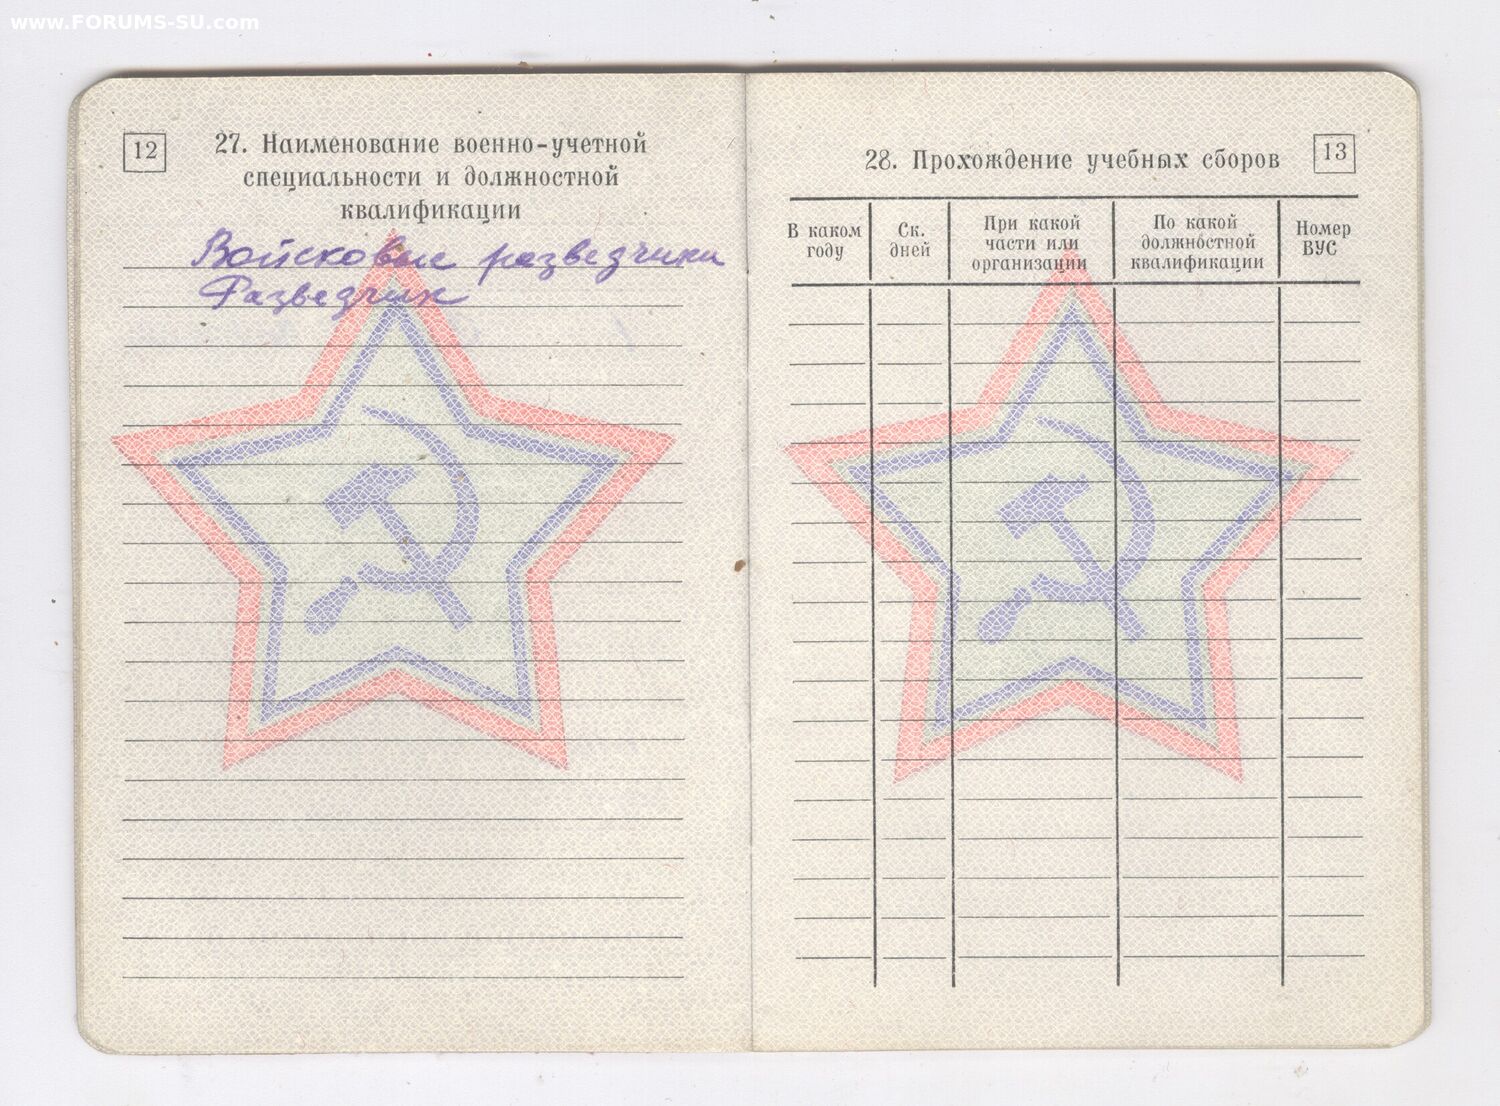 www.FORUMS-SU.com
12
27. Наименование военно-учетной
специальности и должностной
квалификации
Войсковые разведчики
Разведчик
13
28. Прохождение учебных сборов
В каком
году
Ск.
дней
При какой
части или
организации
По какой
должностной
квалификации
Номер
ВУС